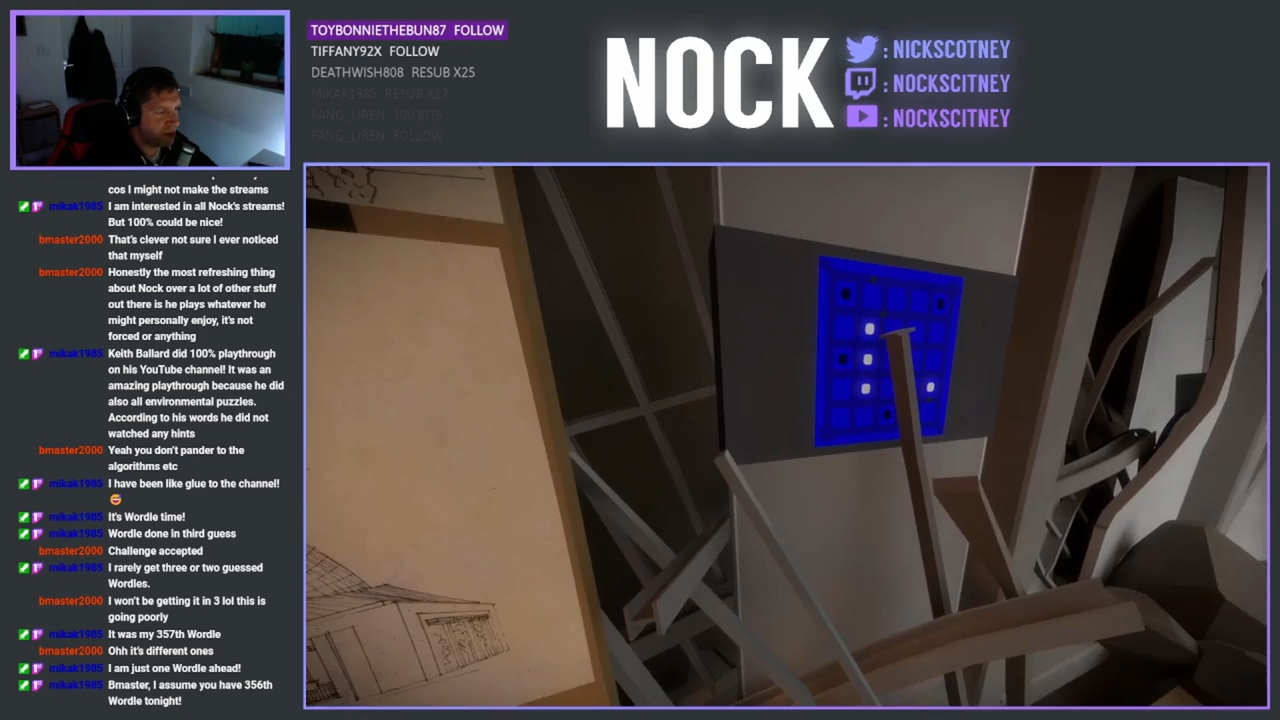 TOYBONNIETHEBUN87 FOLLOW
TIFFANY92X FOLLOW
DEATHWISH808 RESUB X25
MIKAK1985 RESUB X17
FANG_LIREN 100 BITS
FANG_LIREN FOLLOW
NOCK
: NICKSCOTNEY
: NOCKSCITNEY
: NOCKSCITNEY
cos I might not make the streams
mikak1985 I am interested in all Nock's streams!
But 100% could be nice!
bmaster2000 That's clever not sure I ever noticed
that myself
bmaster2000 Honestly the most refreshing thing
about Nock over a lot of other stuff
out there is he plays whatever he
might personally enjoy, it's not
forced or anything
mikak1985 Keith Ballard did 100% playthrough
on his YouTube channel! It was an
amazing playthrough because he did
also all environmental puzzles.
According to his words he did not
watched any hints
bmaster2000 Yeah you don't pander to the
algorithms etc
mikak1985 I have been like glue to the channel!
mikak1985 It's Wordle time!
mikak1985 Wordle done in third guess
bmaster2000 Challenge accepted
mikak1985 I rarely get three or two guessed
Wordles.
bmaster2000 I won't be getting it in 3 lol this is
going poorly
mikak1985 It was my 357th Wordle
bmaster2000 Ohh it's different ones
mikak1985 I am just one Wordle ahead!
mikak1985 Bmaster, I assume you have 356th
Wordle tonight!